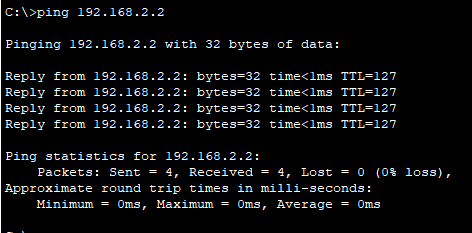 C:\>ping 192.168.2.2
Pinging 192.168.2.2 with 32 bytes of data:
Reply from 192.168.2.2: bytes=32 time<1ms TTL=127
Reply from 192.168.2.2: bytes=32 time<1ms TTL=127
Reply from 192.168.2.2: bytes=32 time<1ms TTL=127
Reply from 192.168.2.2: bytes=32 time<1ms TTL=127
Ping statistics for 192.168.2.2:
Packets: Sent = 4, Received = 4, Lost = 0 (0% loss),
Approximate round trip times in milli-seconds:
Minimum = 0ms, Maximum = 0ms, Average = 0ms